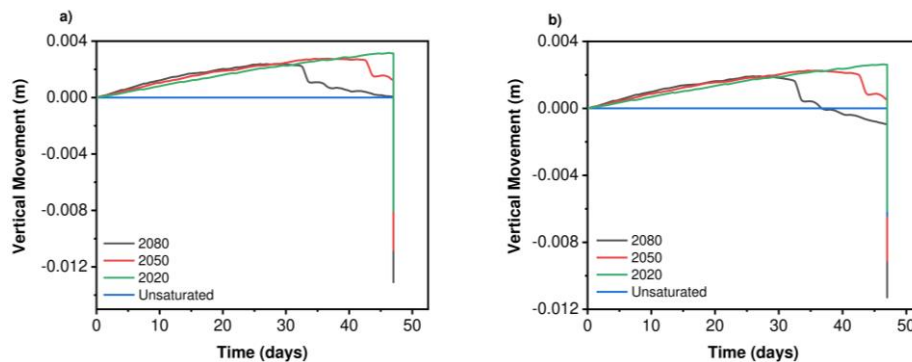 a)
0.004
0.000
-0.004
-0.008
-0.012
Vertical Movement (m)
2080
2050
2020
Unsaturated
0 10 20 30 40 50
Time (days)
b)
0.004
0.000
-0.004
-0.008
-0.012
Vertical Movement (m)
2080
2050
2020
Unsaturated
0 10 20 30 40 50
Time (days)